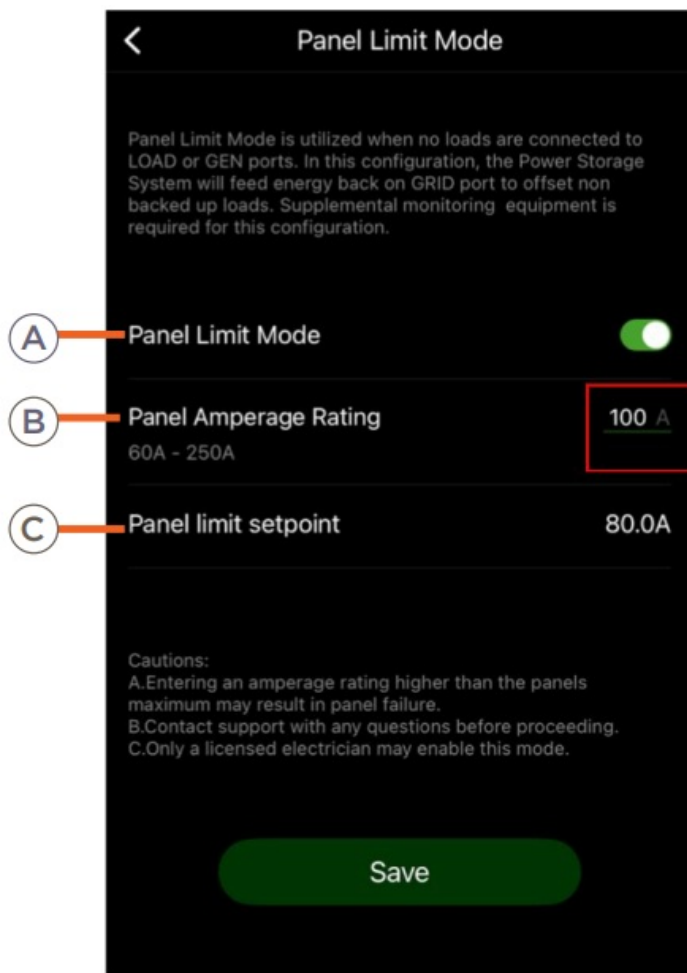 Panel Limit Mode
Panel Limit Mode is utilized when no loads are connected to
LOAD or GEN ports. In this configuration, the Power Storage
System will feed energy back on GRID port to offset non
backed up loads. Supplemental monitoring equipment is
required for this configuration.
A
Panel Limit Mode
B
Panel Amperage Rating
100 A
60A - 250A
C
Panel limit setpoint
80.0A
Cautions:
A.Entering an amperage rating higher than the panels
maximum may result in panel failure.
B.Contact support with any questions before proceeding.
C.Only a licensed electrician may enable this mode.
Save